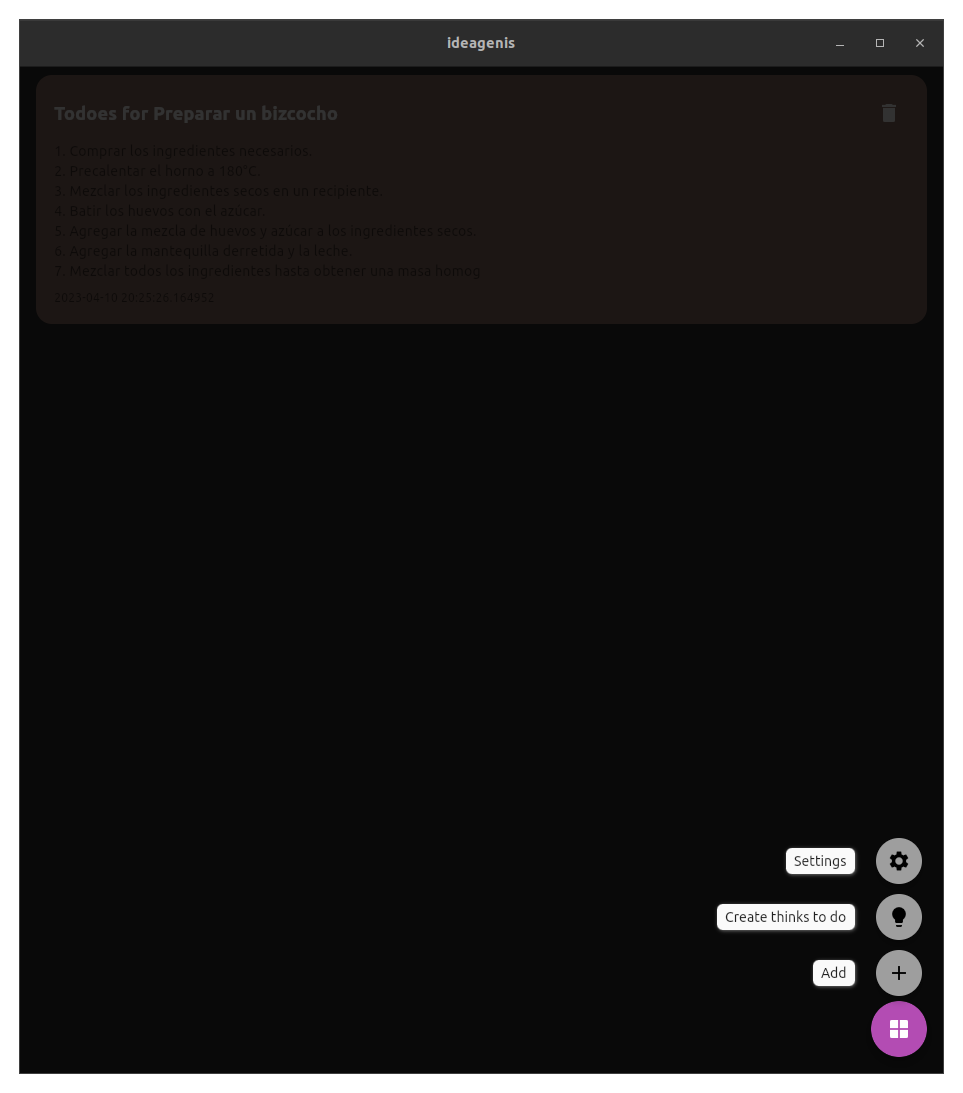 ideagenis
Todoes for Preparar un bizcocho
1. Comprar los ingredientes necesarios.
2. Precalentar el horno a 180°C.
3. Mezclar los ingredientes secos en un recipiente.
4. Batir los huevos con el azúcar.
5. Agregar la mezcla de huevos y azúcar a los ingredientes secos.
6. Agregar la mantequilla derretida y la leche.
7. Mezclar todos los ingredientes hasta obtener una masa homog
2023-04-10 20:25:26.164952
Settings
Create thinks to do
Add